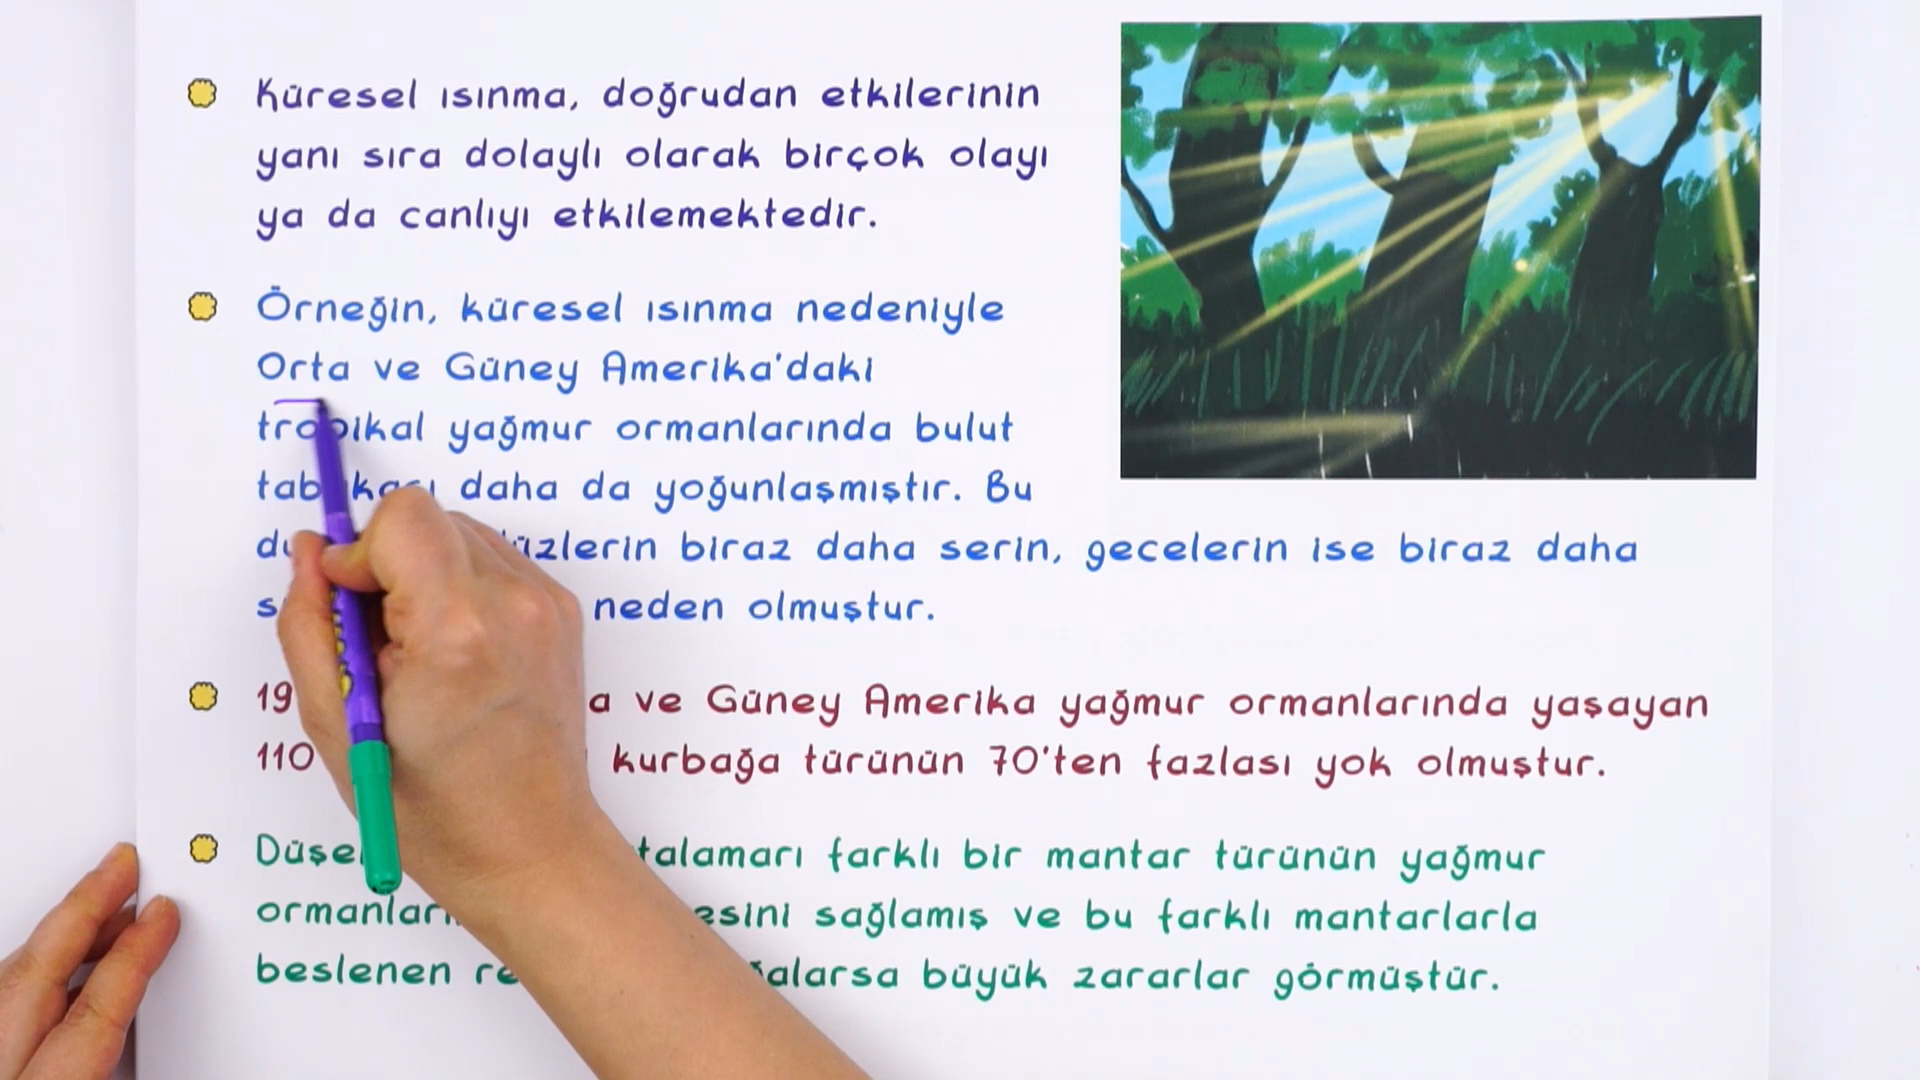 Küresel ısınma, doğrudan etkilerinin
yanı sıra dolaylı olarak birçok olayı
ya da canlıyı etkilemektedir.
Örneğin, küresel ısınma nedeniyle
Orta ve Güney Amerika'daki
tropikal yağmur ormanlarında bulut
daha da yoğunlaşmıştır. Bu
biraz daha serin, gecelerin ise biraz daha
neden olmuştur.
ve Güney Amerika yağmur ormanlarında yaşayan
110 kurbağa türünün 70'ten fazlası yok olmuştur.
farklı bir mantar türünün yağmur
sağlamış ve bu farklı mantarlarla
beslenen büyük zararlar görmüştür.